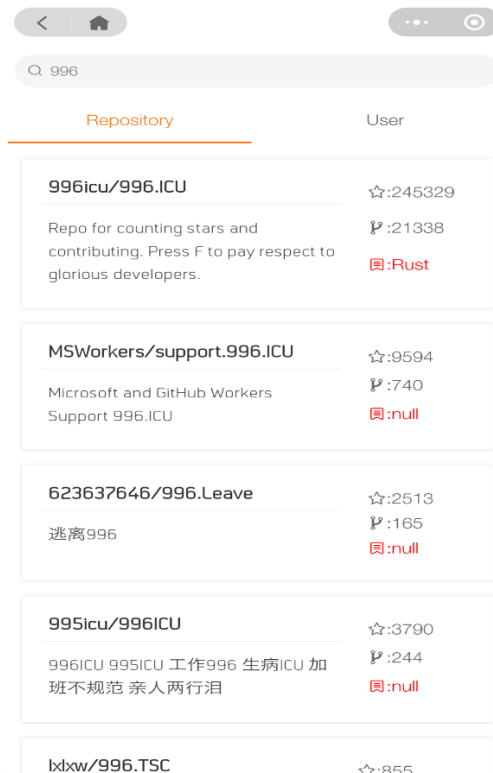 996
Repository
User
996icu/996.ICU
☆:245329
Repo for counting stars and
:21338
contributing. Press F to pay respect to
:Rust
glorious developers.
MSWorkers/support.996.ICU
☆:9594
Microsoft and GitHub Workers
:740
Support 996.ICU
:null
623637646/996.Leave
☆:2513
逃离996
:165
:null
995icu/996ICU
☆:3790
996ICU 995ICU 工作996 生病ICU 加
:244
班不规范 亲人两行泪
:null
lxlxw/996.TSC
☆:855